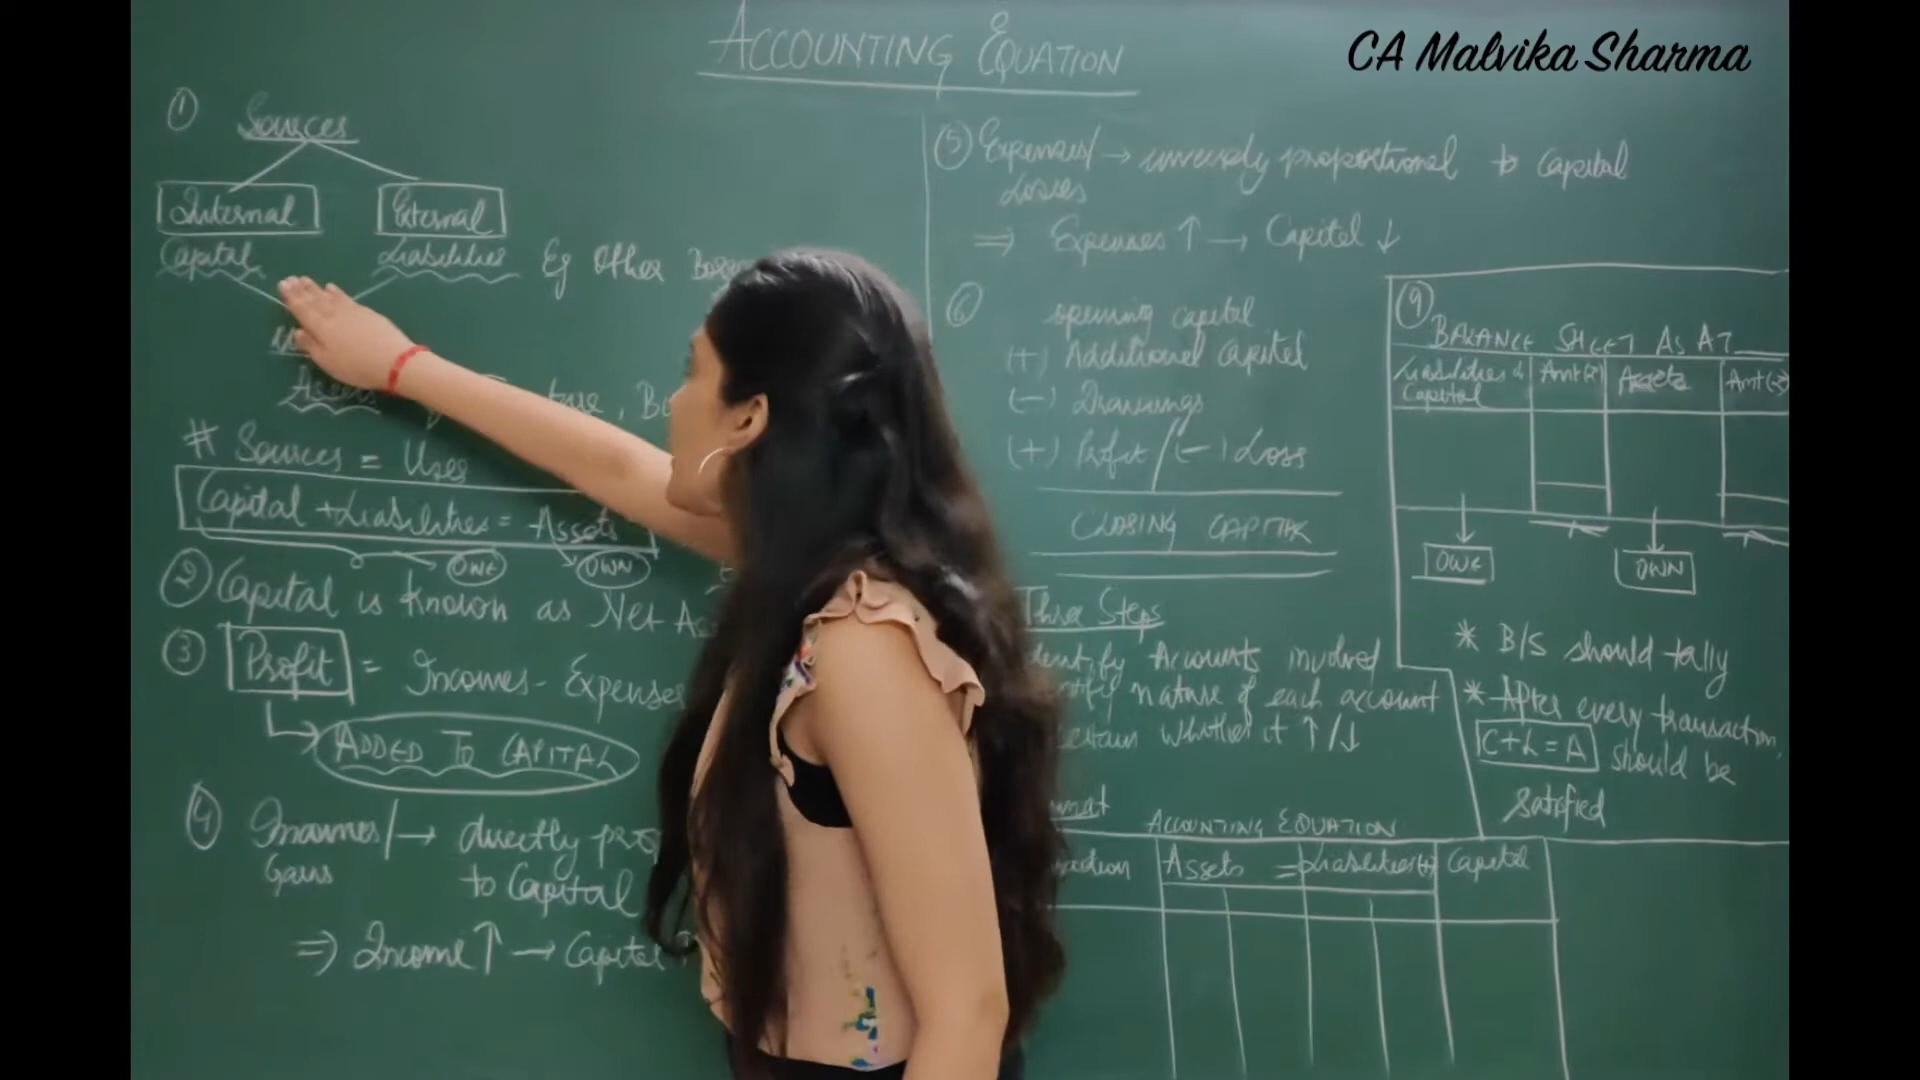 CA Malvika Sharma
ACCOUNTING EQUATION
① Sources
Internal External
Capital Liabilities Eg Other
Assets
# Sources = Uses
Capital + Liabilities = Assets
OWE OWN
② Capital is known as Net
③ Profit = Incomes - Expenses
ADDED TO CAPITAL
④ Incomes/ → directly
Gains to Capital
⇒ Income ↑ → Capital
⑤ Expenses/ → inversely proportional to Capital
Losses
⇒ Expenses ↑ → Capital ↓
⑥ opening capital
(+) Additional Capital
(-) Drawings
(+) Profit / (-) Loss
CLOSING CAPITAL
Three Steps
Accounts involved
nature of each account
whether it ↑/↓
ACCOUNTING EQUATION
Assets = Liabilities (+) Capital
⑨ BALANCE SHEET AS AT
Liabilities & Capital Amt(₹) Assets Amt(₹)
OWE OWN
* B/S should tally
* After every transaction,
C+L=A should be
satisfied